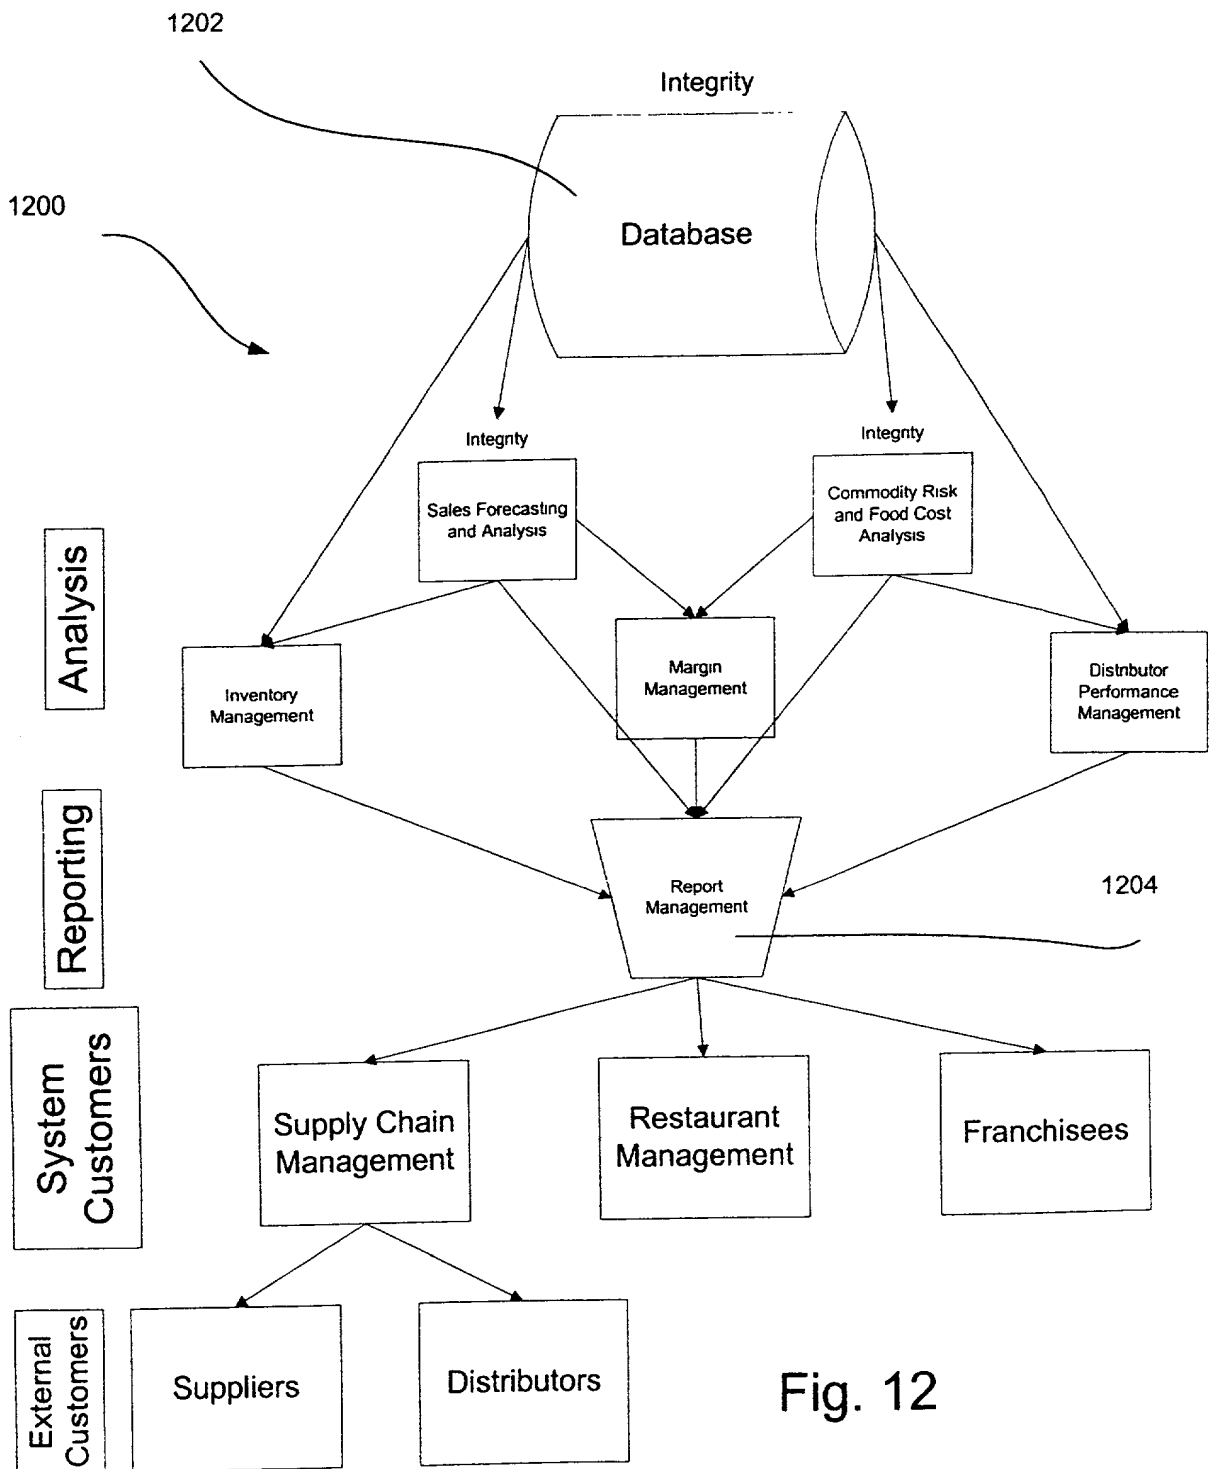 1202
Integrity
1200
Database
Integrity
Integrity
Sales Forecasting
and Analysis
Commodity Risk
and Food Cost
Analysis
Analysis
Inventory
Management
Margin
Management
Distributor
Performance
Management
Reporting
Report
Management
1204
System
Customers
Supply Chain
Management
Restaurant
Management
Franchisees
External
Customers
Suppliers
Distributors
Fig. 12